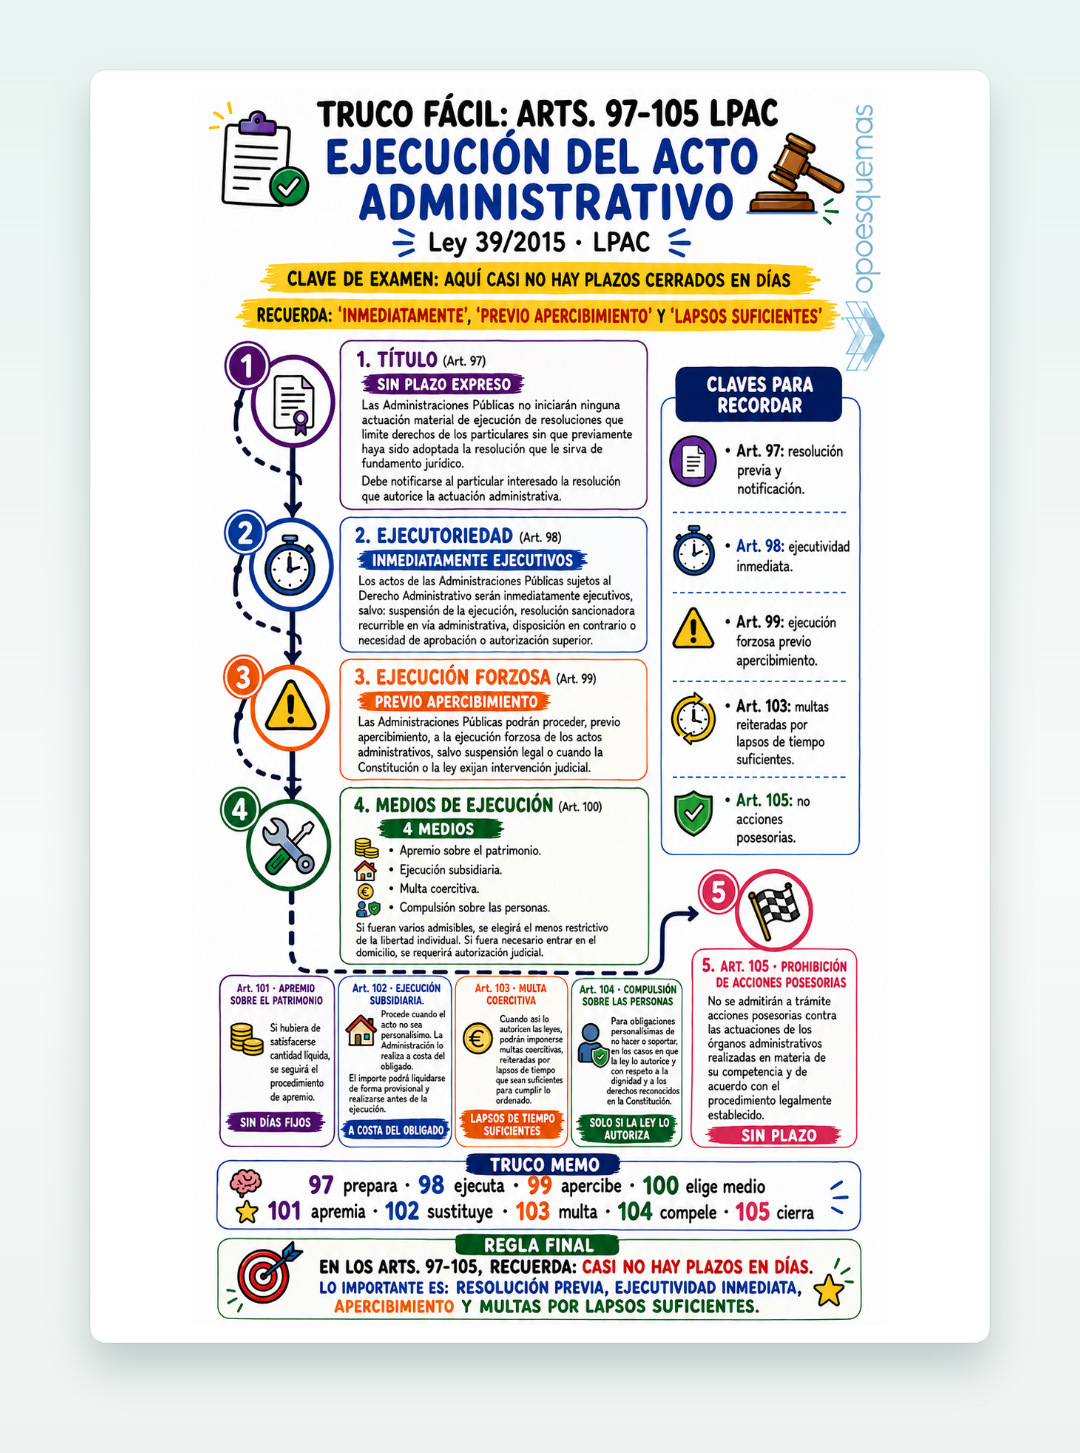 TRUCO FÁCIL: ARTS. 97-105 LPAC
EJECUCIÓN DEL ACTO
ADMINISTRATIVO
Ley 39/2015 · LPAC
opoesquemas
CLAVE DE EXAMEN: AQUÍ CASI NO HAY PLAZOS CERRADOS EN DÍAS
RECUERDA: 'INMEDIATAMENTE', 'PREVIO APERCIBIMIENTO' Y 'LAPSOS SUFICIENTES'
1
1. TÍTULO (Art. 97)
SIN PLAZO EXPRESO
Las Administraciones Públicas no iniciarán ninguna
actuación material de ejecución de resoluciones que
limite derechos de los particulares sin que previamente
haya sido adoptada la resolución que le sirva de
fundamento jurídico.
Debe notificarse al particular interesado la resolución
que autorice la actuación administrativa.
2
2. EJECUTORIEDAD (Art. 98)
INMEDIATAMENTE EJECUTIVOS
Los actos de las Administraciones Públicas sujetos al
Derecho Administrativo serán inmediatamente ejecutivos,
salvo: suspensión de la ejecución, resolución sancionadora
recurrible en vía administrativa, disposición en contrario o
necesidad de aprobación o autorización superior.
3
3. EJECUCIÓN FORZOSA (Art. 99)
PREVIO APERCIBIMIENTO
Las Administraciones Públicas podrán proceder, previo
apercibimiento, a la ejecución forzosa de los actos
administrativos, salvo suspensión legal o cuando la
Constitución o la ley exijan intervención judicial.
4
4. MEDIOS DE EJECUCIÓN (Art. 100)
4 MEDIOS
• Apremio sobre el patrimonio.
• Ejecución subsidiaria.
• Multa coercitiva.
• Compulsión sobre las personas.
Si fueran varios admisibles, se elegirá el menos restrictivo
de la libertad individual. Si fuera necesario entrar en el
domicilio, se requerirá autorización judicial.
CLAVES PARA
RECORDAR
• Art. 97: resolución
previa y
notificación.
• Art. 98: ejecutividad
inmediata.
• Art. 99: ejecución
forzosa previo
apercibimiento.
• Art. 103: multas
reiteradas por
lapsos de tiempo
suficientes.
• Art. 105: no
acciones
posesorias.
Art. 101 · APREMIO
SOBRE EL PATRIMONIO
Si hubiera de
satisfacerse
cantidad líquida,
se seguirá el
procedimiento
de apremio.
SIN DÍAS FIJOS
Art. 102 · EJECUCIÓN
SUBSIDIARIA.
Procede cuando el
acto no sea
personalísimo. La
Administración lo
realiza a costa del
obligado.
El importe podrá liquidarse
de forma provisional y
realizarse antes de la
ejecución.
A COSTA DEL OBLIGADO
Art. 103 · MULTA
COERCITIVA
Cuando así lo
autoricen las leyes,
podrán imponerse
multas coercitivas,
reiteradas por
lapsos de tiempo
que sean suficientes
para cumplir lo
ordenado.
LAPSOS DE TIEMPO
SUFICIENTES
Art. 104 · COMPULSIÓN
SOBRE LAS PERSONAS
Para obligaciones
personalísimas de
no hacer o soportar,
en los casos en que
la ley lo autorice y
con respeto a la
dignidad y a los
derechos reconocidos
en la Constitución.
SOLO SI LA LEY LO
AUTORIZA
5
5. ART. 105 · PROHIBICIÓN
DE ACCIONES POSESORIAS
No se admitirán a trámite
acciones posesorias contra
las actuaciones de los
órganos administrativos
realizadas en materia de
su competencia y de
acuerdo con el
procedimiento legalmente
establecido.
SIN PLAZO
TRUCO MEMO
97 prepara · 98 ejecuta · 99 apercibe · 100 elige medio
101 apremia · 102 sustituye · 103 multa · 104 compele · 105 cierra
REGLA FINAL
EN LOS ARTS. 97-105, RECUERDA: CASI NO HAY PLAZOS EN DÍAS.
LO IMPORTANTE ES: RESOLUCIÓN PREVIA, EJECUTIVIDAD INMEDIATA,
APERCIBIMIENTO Y MULTAS POR LAPSOS SUFICIENTES.